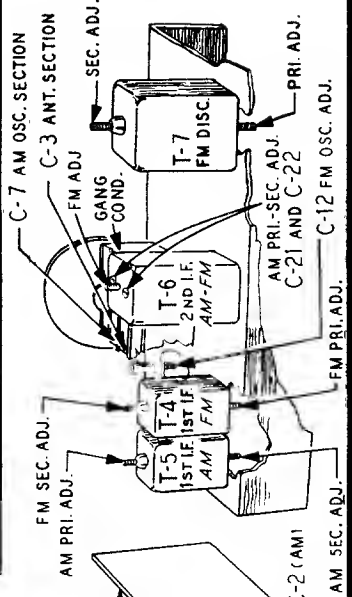 C-7 AM OSC. SECTION
C-3 ANT. SECTION
FM ADJ
GANG
COND.
SEC. ADJ.
FM SEC. ADJ.
AM PRI. ADJ.
T-7
FM DISC.
T-6
2ND I.F.
AM-FM
T-4
1ST I.F.
FM
T-5
1ST I.F.
AM
PRI. ADJ.
AM PRI.-SEC. ADJ.
C-21 AND C-22
C-12 FM OSC. ADJ.
FM PRI. ADJ.
C-2 (AM)
AM SEC. ADJ.